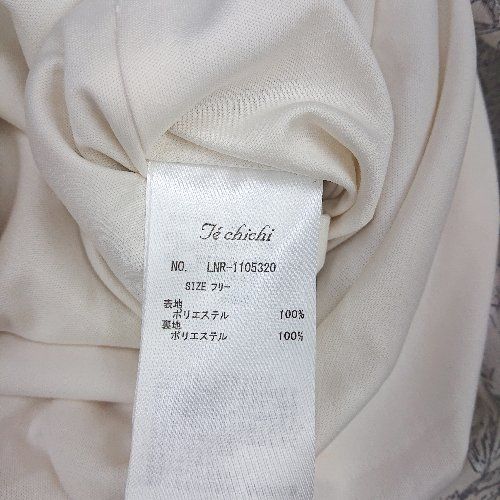 Té chichi
NO. LNR-1105320
SIZE フリー
表地
ポリエステル 100%
裏地
ポリエステル 100%